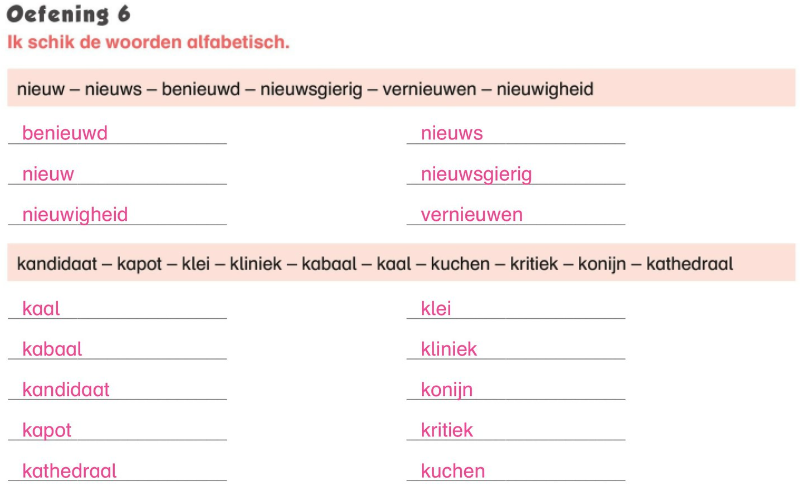 Oefening 6
Ik schik de woorden alfabetisch.
nieuw – nieuws – benieuwd – nieuwsgierig – vernieuwen – nieuwigheid
benieuwd
nieuw
nieuwigheid
nieuws
nieuwsgierig
vernieuwen
kandidaat – kapot – klei – kliniek – kabaal – kaal – kuchen – kritiek – konijn – kathedraal
kaal
kabaal
kandidaat
kapot
kathedraal
klei
kliniek
konijn
kritiek
kuchen